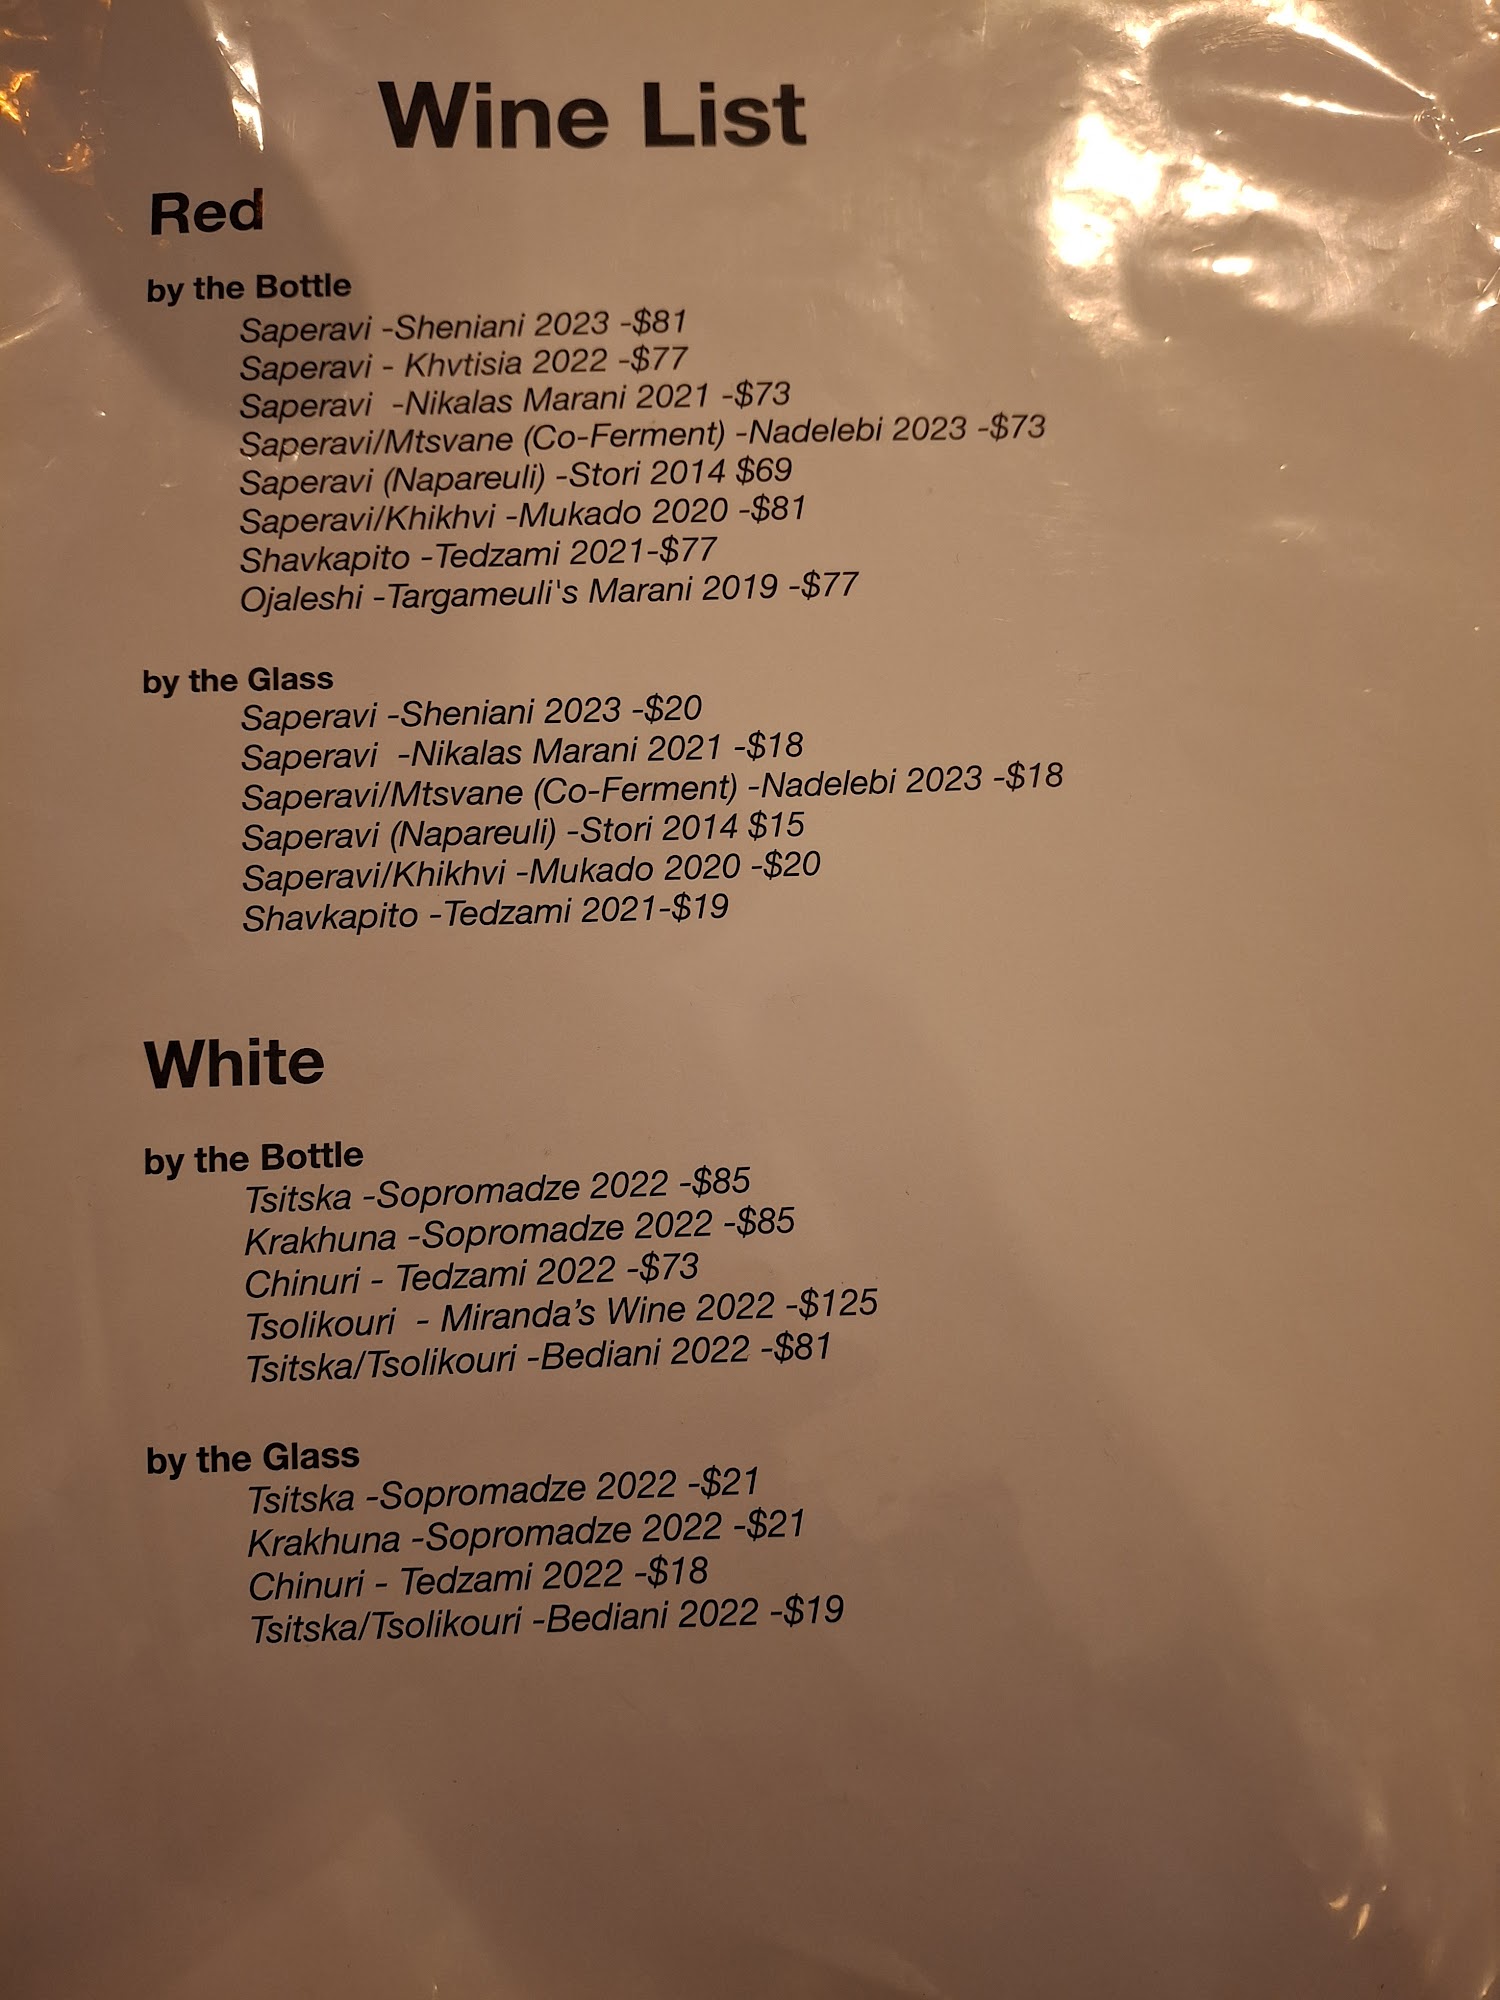 Wine List
Red
by the Bottle
Saperavi -Sheniani 2023 -$81
Saperavi - Khvtisia 2022 -$77
Saperavi  -Nikalas Marani 2021 -$73
Saperavi/Mtsvane (Co-Ferment) -Nadelebi 2023 -$73
Saperavi (Napareuli) -Stori 2014 $69
Saperavi/Khikhvi -Mukado 2020 -$81
Shavkapito -Tedzami 2021-$77
Ojaleshi -Targameuli's Marani 2019 -$77
by the Glass
Saperavi -Sheniani 2023 -$20
Saperavi  -Nikalas Marani 2021 -$18
Saperavi/Mtsvane (Co-Ferment) -Nadelebi 2023 -$18
Saperavi (Napareuli) -Stori 2014 $15
Saperavi/Khikhvi -Mukado 2020 -$20
Shavkapito -Tedzami 2021-$19
White
by the Bottle
Tsitska -Sopromadze 2022 -$85
Krakhuna -Sopromadze 2022 -$85
Chinuri - Tedzami 2022 -$73
Tsolikouri  - Miranda’s Wine 2022 -$125
Tsitska/Tsolikouri -Bediani 2022 -$81
by the Glass
Tsitska -Sopromadze 2022 -$21
Krakhuna -Sopromadze 2022 -$21
Chinuri - Tedzami 2022 -$18
Tsitska/Tsolikouri -Bediani 2022 -$19